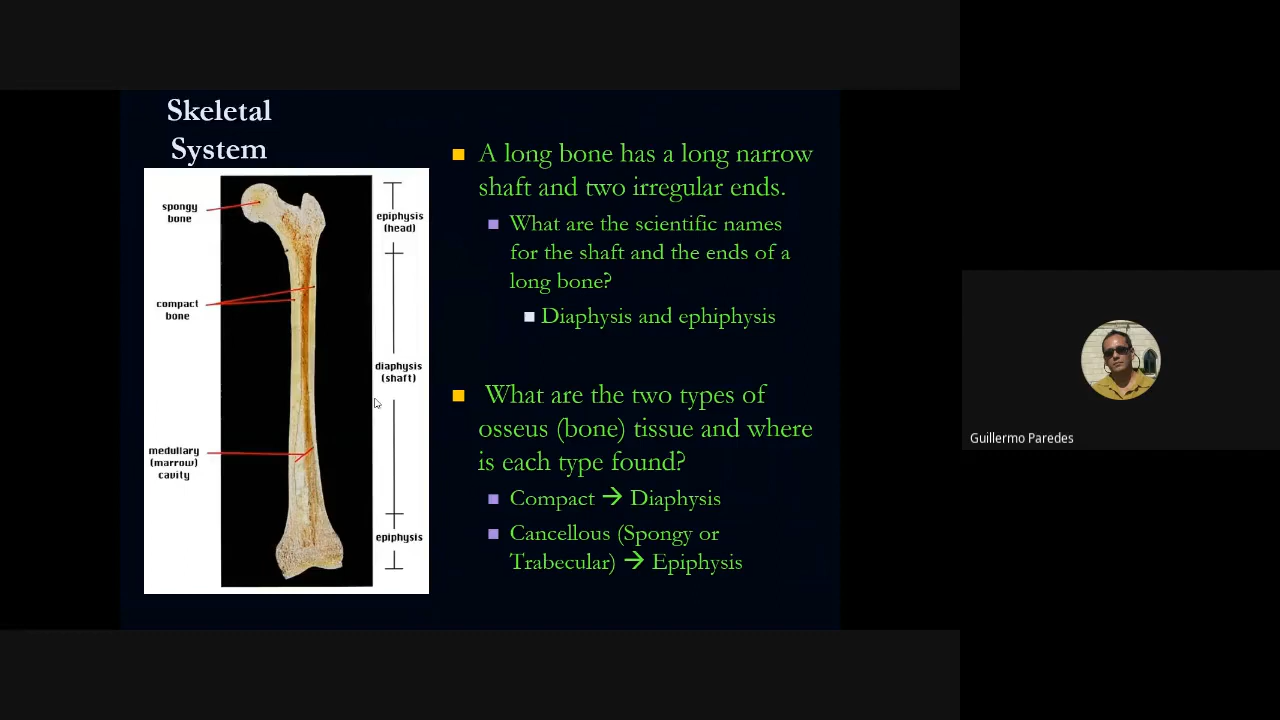 Skeletal
System
spongy
bone
compact
bone
medullary
(marrow)
cavity
epiphysis
(head)
diaphysis
(shaft)
epiphysis
A long bone has a long narrow
shaft and two irregular ends.
What are the scientific names
for the shaft and the ends of a
long bone?
Diaphysis and ephiphysis
What are the two types of
osseus (bone) tissue and where
is each type found?
Compact → Diaphysis
Cancellous (Spongy or
Trabecular) → Epiphysis
Guillermo Paredes